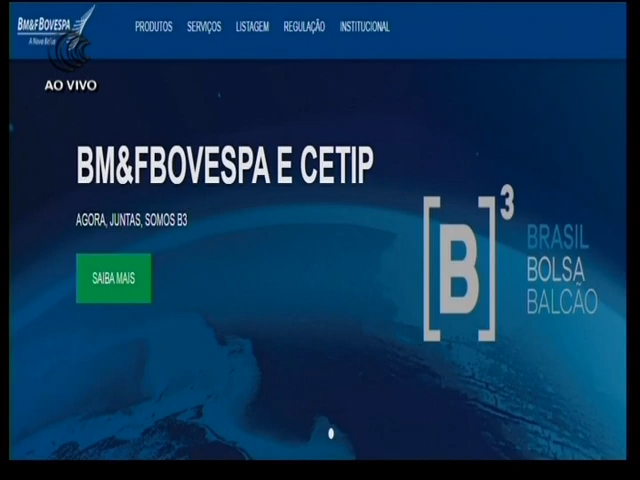 BM&FBOVESPA
A Nova Bolsa
PRODUTOS SERVIÇOS LISTAGEM REGULAÇÃO INSTITUCIONAL
AO VIVO
BM&FBOVESPA E CETIP
AGORA, JUNTAS, SOMOS B3
SAIBA MAIS
[B]³
BRASIL
BOLSA
BALCÃO